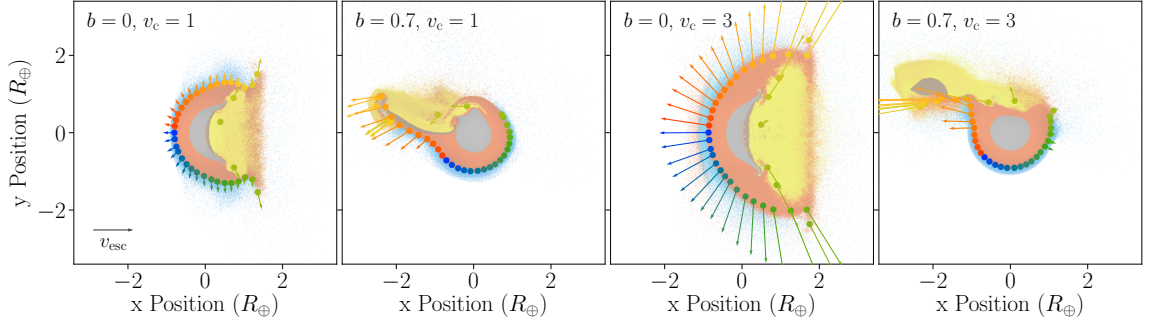 b = 0, v_c = 1
b = 0.7, v_c = 1
b = 0, v_c = 3
b = 0.7, v_c = 3
y Position (R_⊕)
2
0
−2
v_esc
−2 0 2
−2 0 2
−2 0 2
−2 0 2
x Position (R_⊕)
x Position (R_⊕)
x Position (R_⊕)
x Position (R_⊕)